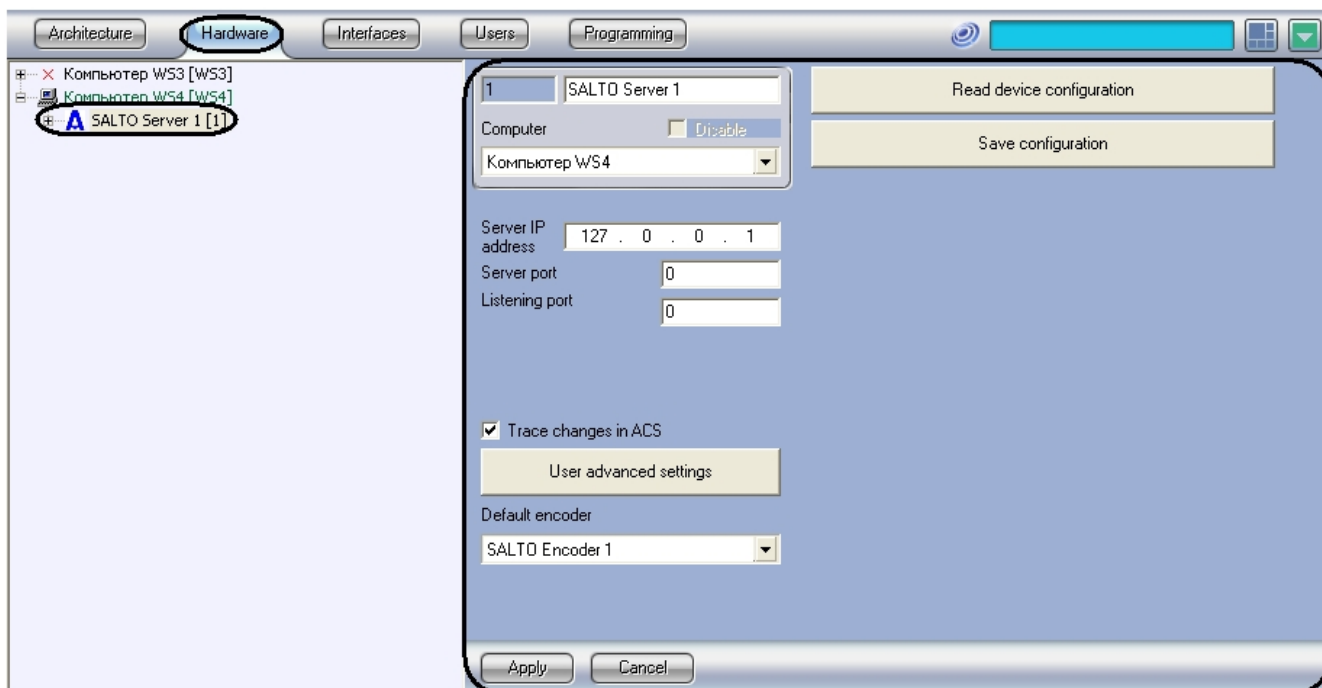 Architecture Hardware Interfaces Users Programming
Компьютер WS3 [WS3]
Компьютер WS4 [WS4]
SALTO Server 1 [1]
1 SALTO Server 1
Computer Disable
Компьютер WS4
Server IP address 127 . 0 . 0 . 1
Server port 0
Listening port 0
Trace changes in ACS
User advanced settings
Default encoder
SALTO Encoder 1
Read device configuration
Save configuration
Apply Cancel